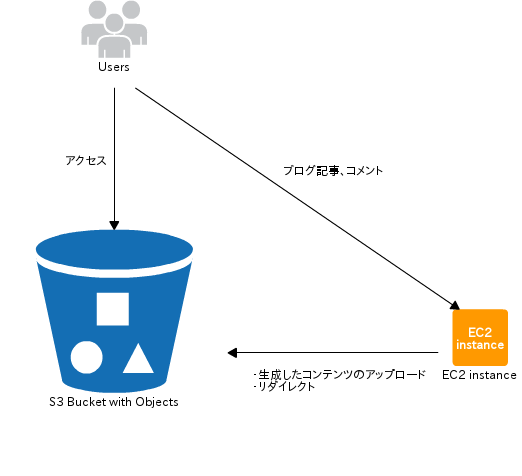 Users
アクセス
ブログ記事、コメント
EC2
instance
EC2 instance
・生成したコンテンツのアップロード
・リダイレクト
S3 Bucket with Objects